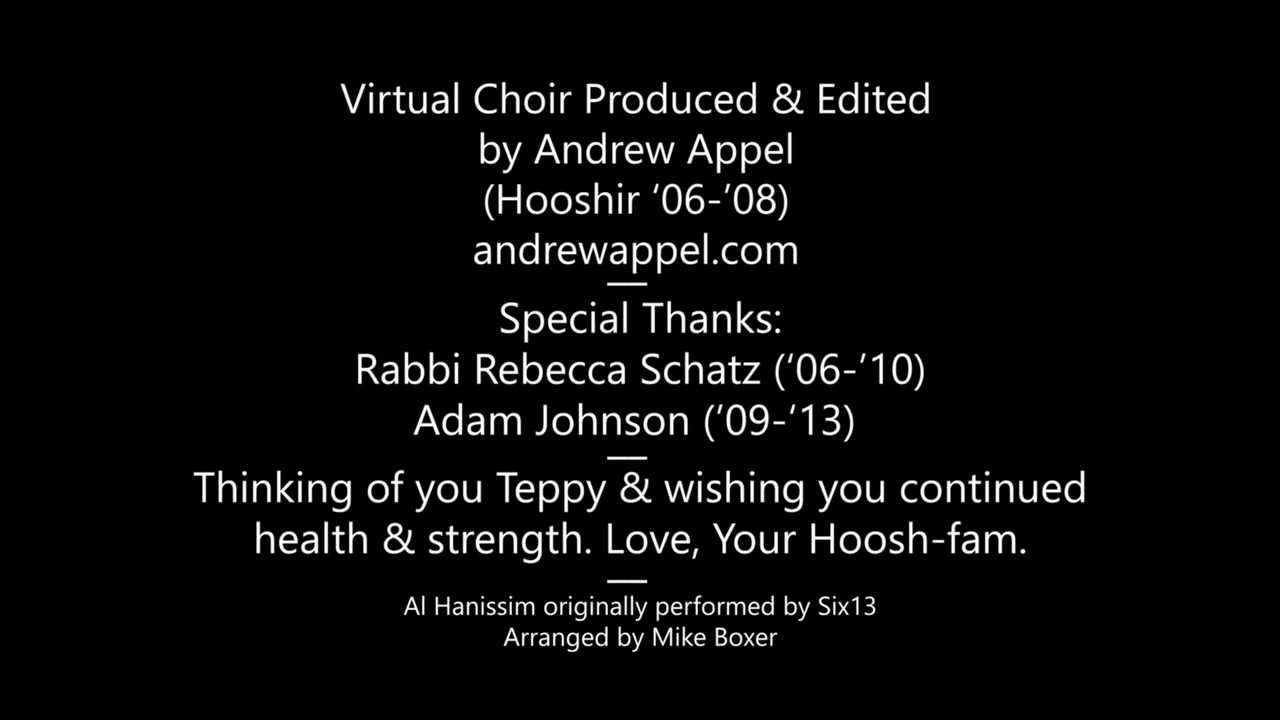 Virtual Choir Produced & Edited
by Andrew Appel
(Hooshir ‘06-’08)
andrewappel.com
—
Special Thanks:
Rabbi Rebecca Schatz (‘06-’10)
Adam Johnson (‘09-‘13)
—
Thinking of you Teppy & wishing you continued
health & strength. Love, Your Hoosh-fam.
—
Al Hanissim originally performed by Six13
Arranged by Mike Boxer